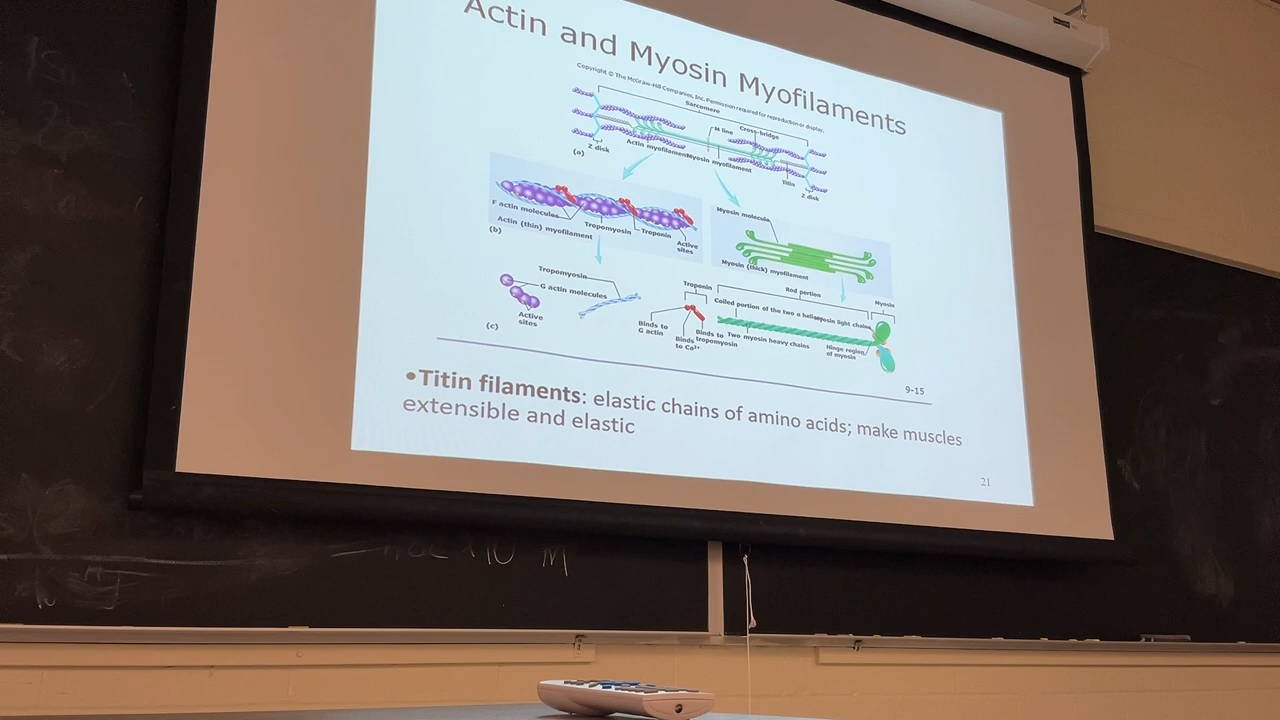 Actin and Myosin Myofilaments
Copyright © The McGraw-Hill Companies, Inc. Permission required for reproduction or display.
Sarcomere
H line
Cross-bridge
Z disk
Actin myofilament
Myosin myofilament
Titin
Z disk
(a)
F actin molecules
Tropomyosin
Troponin
Active
sites
Actin (thin) myofilament
(b)
Myosin molecule
Myosin (thick) myofilament
Tropomyosin
G actin molecules
Active
sites
(c)
Troponin
Binds to
G actin
Binds
to Ca²⁺
Binds to
tropomyosin
Rod portion
Myosin
Coiled portion of the two α
Myosin light chains
Two myosin heavy chains
Hinge region
of myosin
9-15
•Titin filaments: elastic chains of amino acids; make muscles
extensible and elastic
21
M